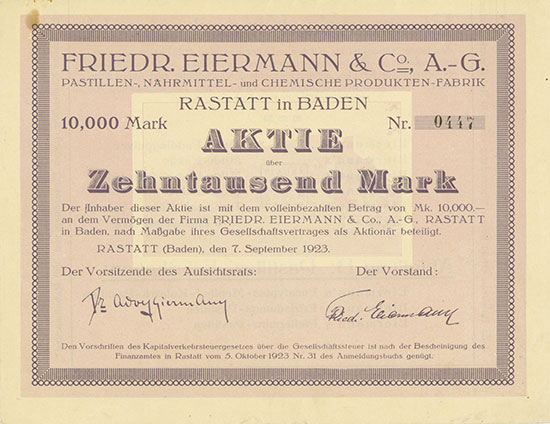 FRIEDR. EIERMANN & Co., A.-G.
PASTILLEN-, NÄHRMITTEL- und CHEMISCHE PRODUKTEN-FABRIK
RASTATT in BADEN
10,000 Mark Nr. 0447
AKTIE
über
Zehntausend Mark
Der Inhaber dieser Aktie ist mit dem volleinbezahlten Betrag von Mk. 10,000.—
an dem Vermögen der Firma FRIEDR. EIERMANN & Co., A.-G., RASTATT
in Baden, nach Maßgabe ihres Gesellschaftsvertrages als Aktionär beteiligt.
RASTATT (Baden), den 7. September 1923.
Der Vorsitzende des Aufsichtsrats: Der Vorstand:
Eiermann Fried. Eiermann
Den Vorschriften des Kapitalverkehrsteuergesetzes über die Gesellschaftssteuer ist nach der Bescheinigung des
Finanzamtes in Rastatt vom 5. Oktober 1923 Nr. 31 des Anmeldungsbuchs genügt.